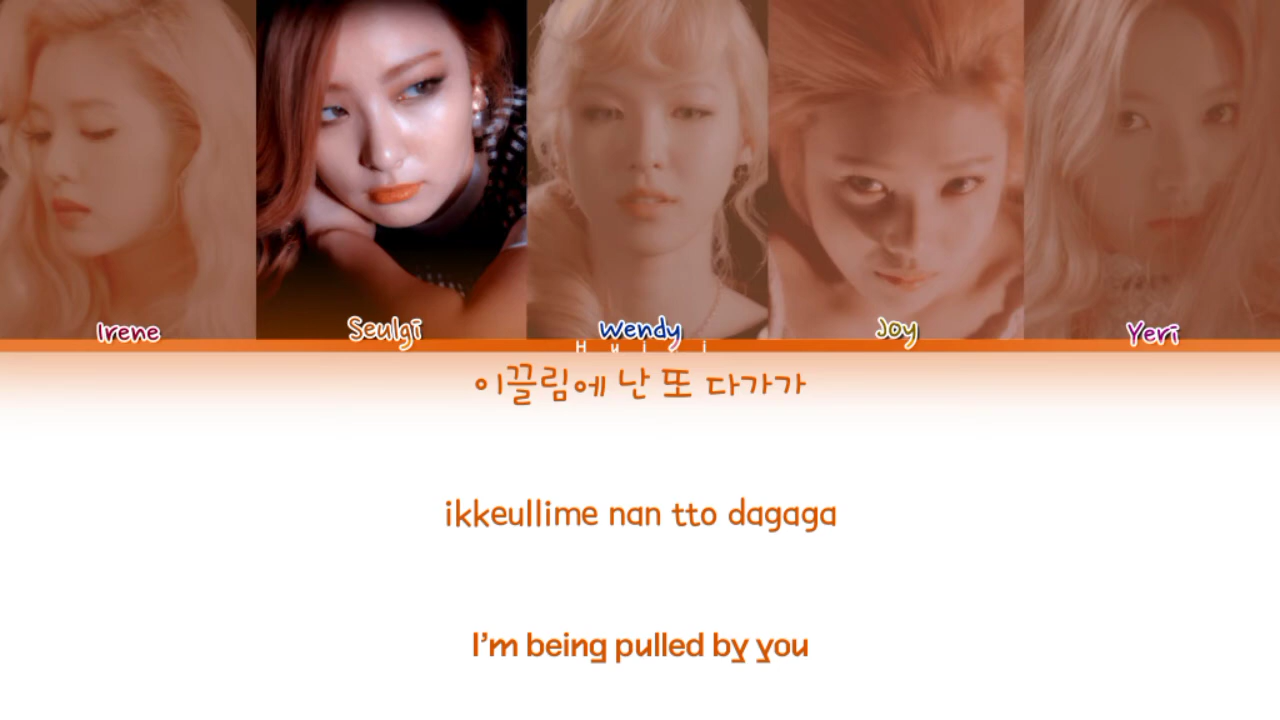 Irene Seulgi Wendy Joy Yeri
이끌림에 난 또 다가가
ikkeullime nan tto dagaga
I'm being pulled by you